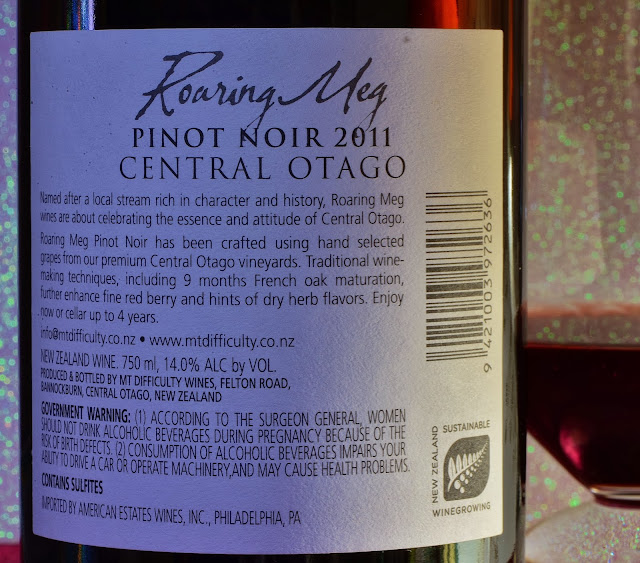 Roaring Meg
PINOT NOIR 2011
CENTRAL OTAGO
Named after a local stream rich in character and history, Roaring Meg
wines are about celebrating the essence and attitude of Central Otago.
Roaring Meg Pinot Noir has been crafted using hand selected
grapes from our premium Central Otago vineyards. Traditional wine-
making techniques, including 9 months French oak maturation,
further enhance fine red berry and hints of dry herb flavors. Enjoy
now or cellar up to 4 years.
info@mtdifficulty.co.nz • www.mtdifficulty.co.nz
NEW ZEALAND WINE. 750 ml, 14.0% ALC by VOL.
PRODUCED & BOTTLED BY MT DIFFICULTY WINES, FELTON ROAD,
BANNOCKBURN, CENTRAL OTAGO, NEW ZEALAND
GOVERNMENT WARNING: (1) ACCORDING TO THE SURGEON GENERAL, WOMEN
SHOULD NOT DRINK ALCOHOLIC BEVERAGES DURING PREGNANCY BECAUSE OF THE
RISK OF BIRTH DEFECTS. (2) CONSUMPTION OF ALCOHOLIC BEVERAGES IMPAIRS YOUR
ABILITY TO DRIVE A CAR OR OPERATE MACHINERY,AND MAY CAUSE HEALTH PROBLEMS.
CONTAINS SULFITES
IMPORTED BY AMERICAN ESTATES WINES, INC., PHILADELPHIA, PA
9 421003 972636
NEW ZEALAND
SUSTAINABLE
WINEGROWING